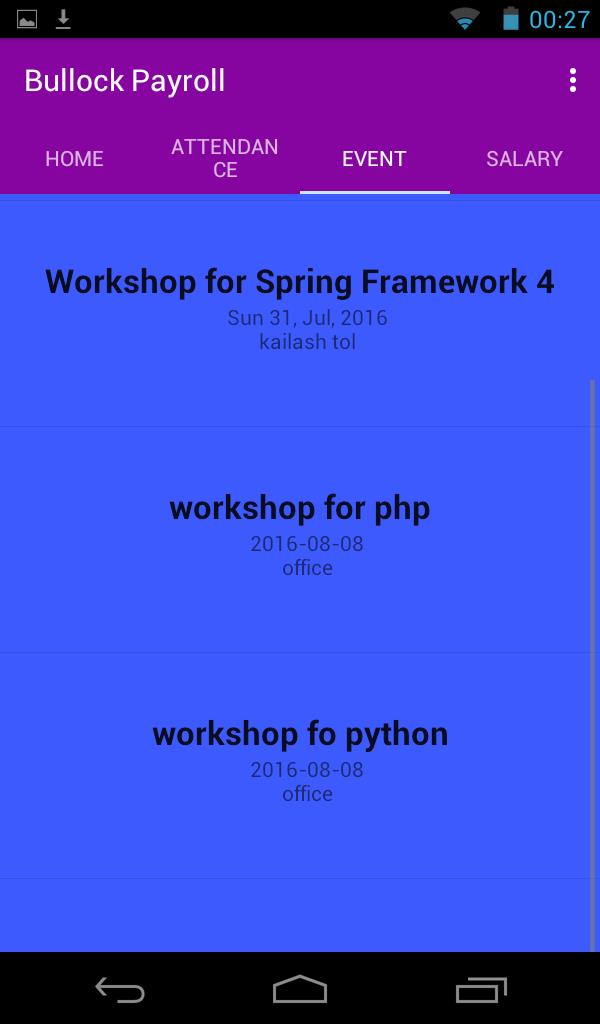 00:27
Bullock Payroll
HOME
ATTENDAN
CE
EVENT
SALARY
Workshop for Spring Framework 4
Sun 31, Jul, 2016
kailash tol
workshop for php
2016-08-08
office
workshop fo python
2016-08-08
office